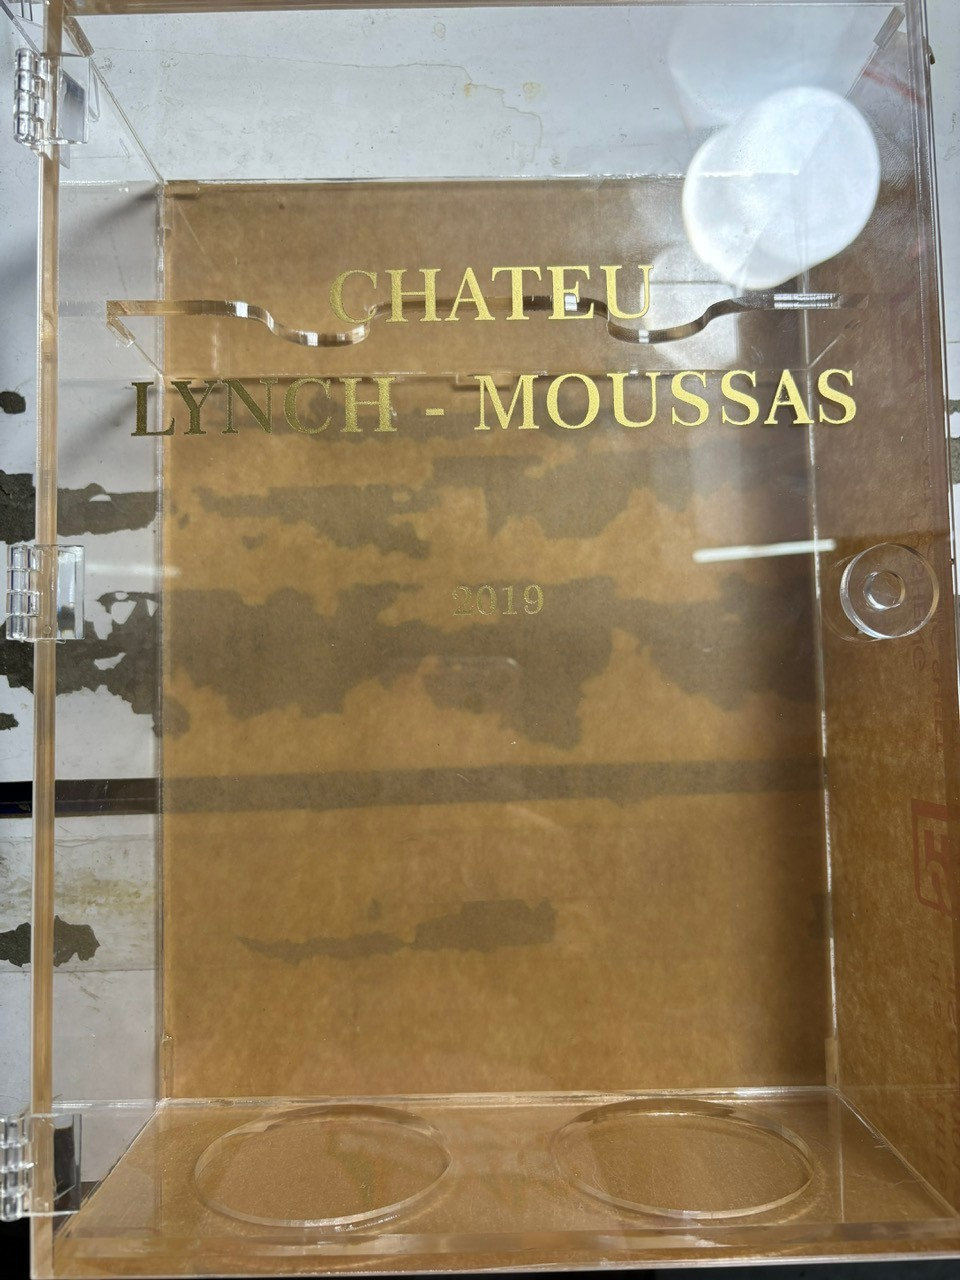 CHATEU
LYNCH - MOUSSAS
2019